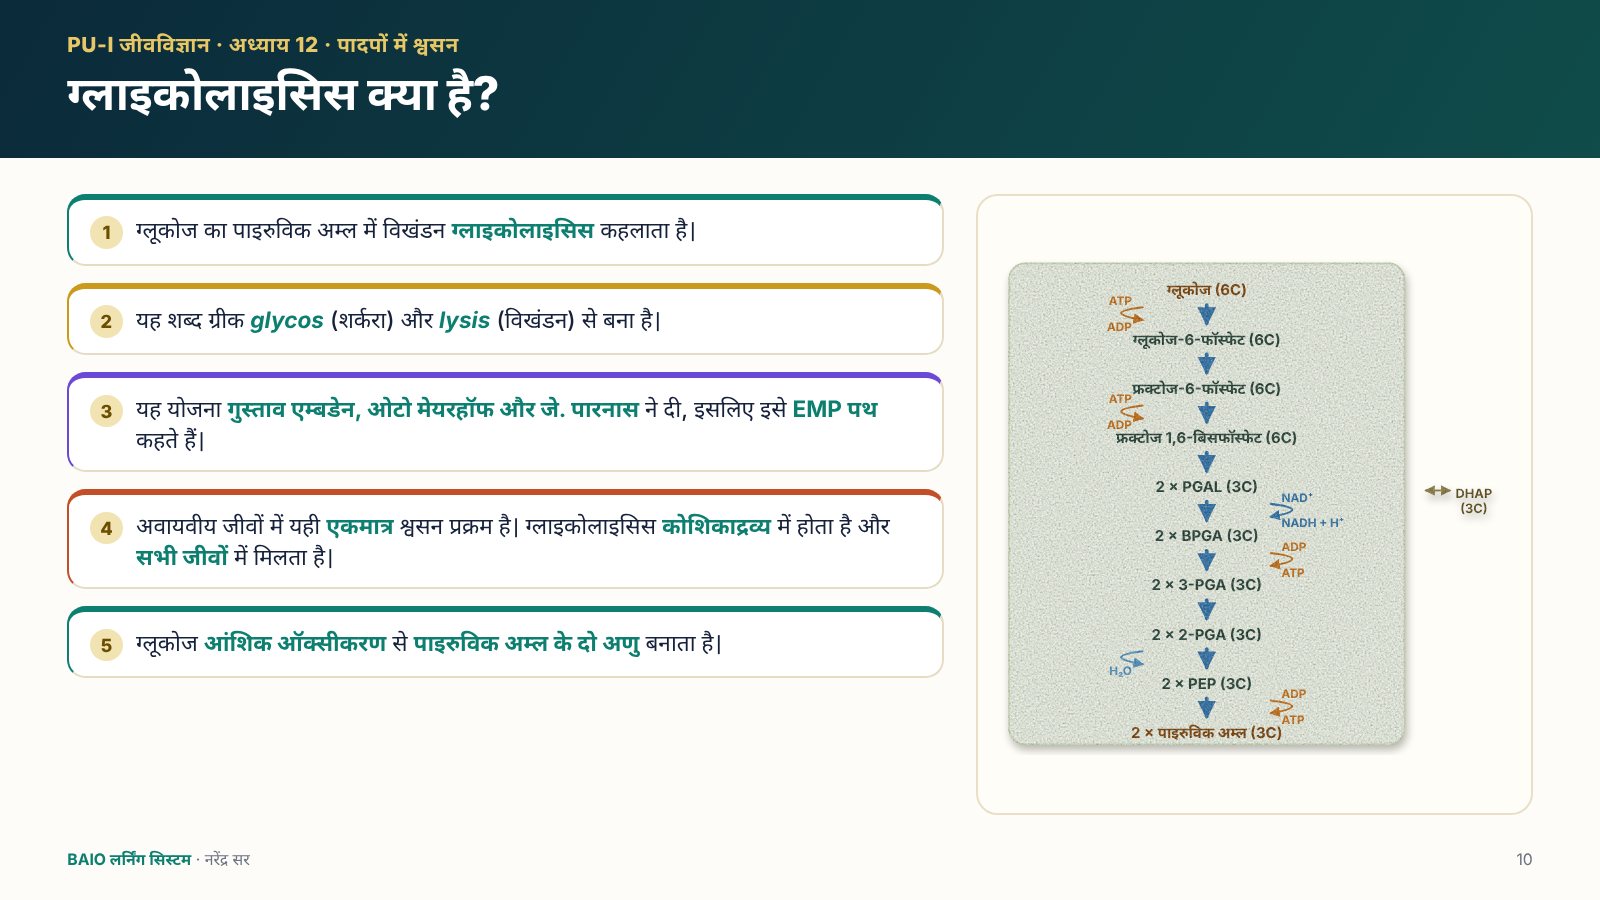 PU-I जीवविज्ञान · अध्याय 12 · पादपों में श्वसन
ग्लाइकोलाइसिस क्या है?
1 ग्लूकोज का पाइरुविक अम्ल में विखंडन ग्लाइकोलाइसिस कहलाता है|
2 यह शब्द ग्रीक glycos (शर्करा) और lysis (विखंडन) से बना है|
3 यह योजना गुस्ताव एम्बडेन, ओटो मेयरहॉफ और जे. पारनास ने दी, इसलिए इसे EMP पथ
कहते हैं|
4 अवायवीय जीवों में यही एकमात्र श्वसन प्रक्रम है| ग्लाइकोलाइसिस कोशिकाद्रव्य में होता है और
सभी जीवों में मिलता है|
5 ग्लूकोज आंशिक ऑक्सीकरण से पाइरुविक अम्ल के दो अणु बनाता है|
ग्लूकोज (6C)
ATP
ADP
ग्लूकोज-6-फॉस्फेट (6C)
फ्रक्टोज-6-फॉस्फेट (6C)
ATP
ADP
फ्रक्टोज 1,6-बिसफॉस्फेट (6C)
2 × PGAL (3C)
DHAP
(3C)
NAD⁺
NADH + H⁺
2 × BPGA (3C)
ADP
ATP
2 × 3-PGA (3C)
2 × 2-PGA (3C)
H₂O
2 × PEP (3C)
ADP
ATP
2 × पाइरुविक अम्ल (3C)
BAIO लर्निंग सिस्टम · नरेंद्र सर
10